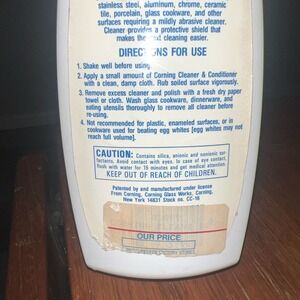 stainless steel, aluminum, chrome, ceramic
tile, porcelain, glass cookware, and other
surfaces requiring a mildly abrasive cleaner.
Cleaner provides a protective shield that
makes the next cleaning easier.
DIRECTIONS FOR USE
1. Shake well before using.
2. Apply a small amount of Corning Cleaner & Conditioner
with a clean, damp cloth. Rub soiled surface vigorously.
3. Remove excess cleaner and polish with a fresh dry paper
towel or cloth. Wash glass cookware, dinnerware, and
eating utensils thoroughly to remove all cleaner before
re-using.
4. Not recommended for plastic, enameled surfaces, or in
cookware used for beating egg whites [egg whites may not
reach full volume].
CAUTION: Contains silica, anionic and nonionic sur-
factants. Avoid contact with eyes. In case of eye contact,
flush with water for 15 minutes and get medical attention
KEEP OUT OF REACH OF CHILDREN.
Patented by and manufactured under license
From Corning, Corning Glass Works, Corning,
New York 14831 Stock no. CC-16
OUR PRICE